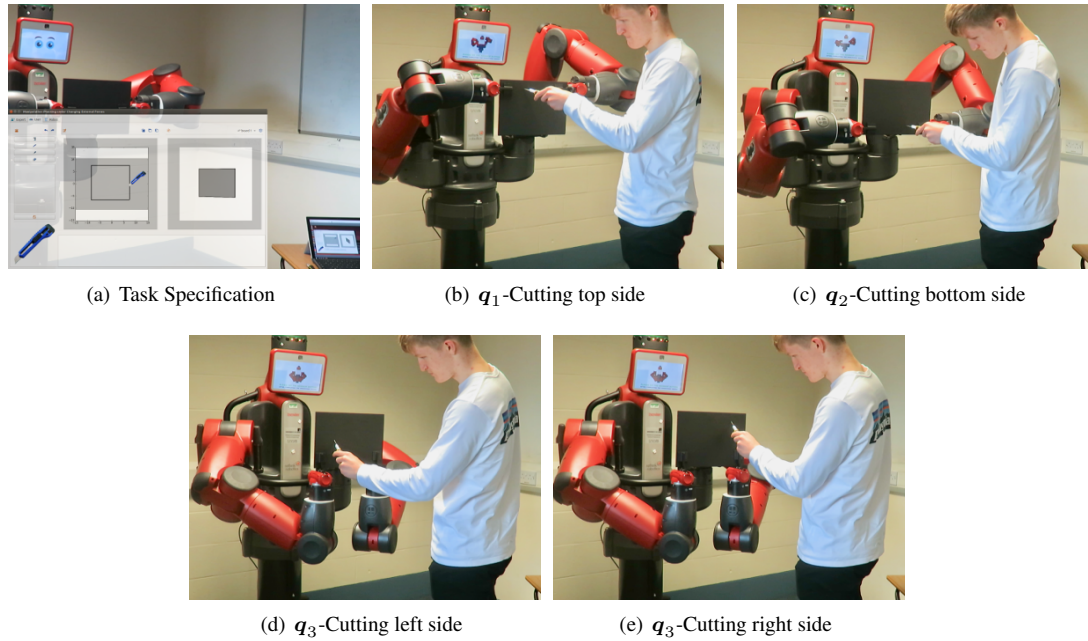 (a) Task Specification
(b) q₁-Cutting top side
(c) q₂-Cutting bottom side
(d) q₃-Cutting left side
(e) q₃-Cutting right side